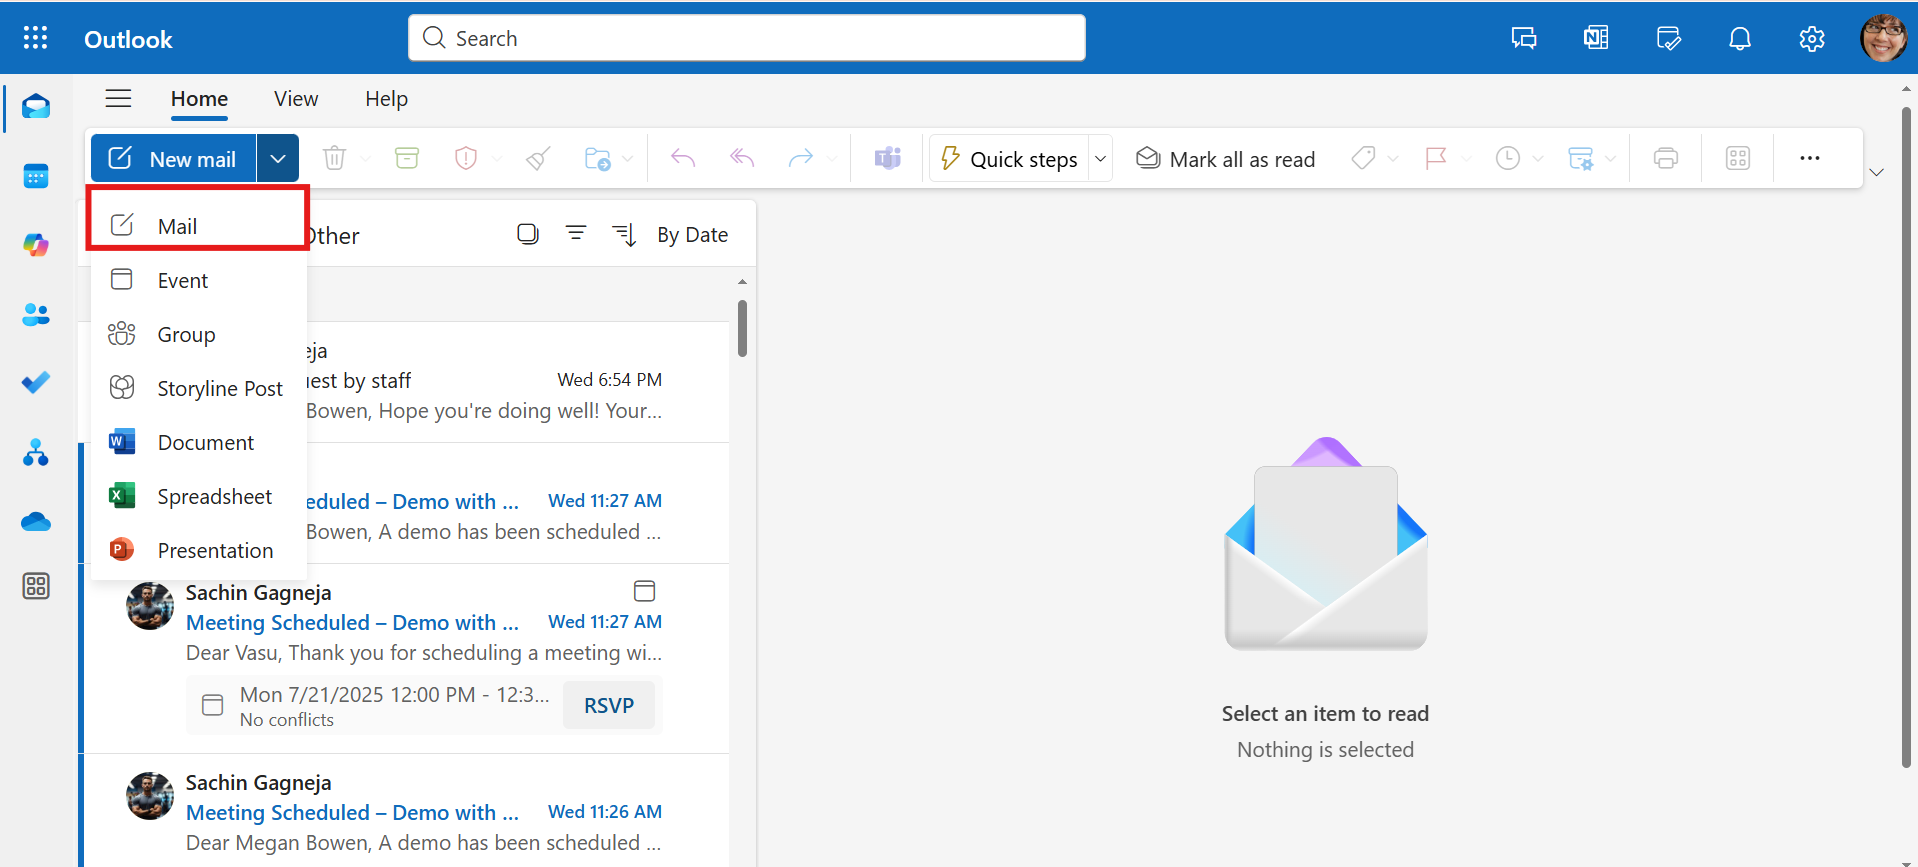 Outlook
Search
Home View Help
New mail
Quick steps
Mark all as read
Mail
Event
Group
Storyline Post
Document
Spreadsheet
Presentation
Other
By Date
eja
uest by staff Wed 6:54 PM
Bowen, Hope you're doing well! Your...
eduled – Demo with ... Wed 11:27 AM
Bowen, A demo has been scheduled ...
Sachin Gagneja
Meeting Scheduled – Demo with ... Wed 11:27 AM
Dear Vasu, Thank you for scheduling a meeting wi...
Mon 7/21/2025 12:00 PM - 12:3...
No conflicts
RSVP
Sachin Gagneja
Meeting Scheduled – Demo with ... Wed 11:26 AM
Dear Megan Bowen, A demo has been scheduled ...
Select an item to read
Nothing is selected